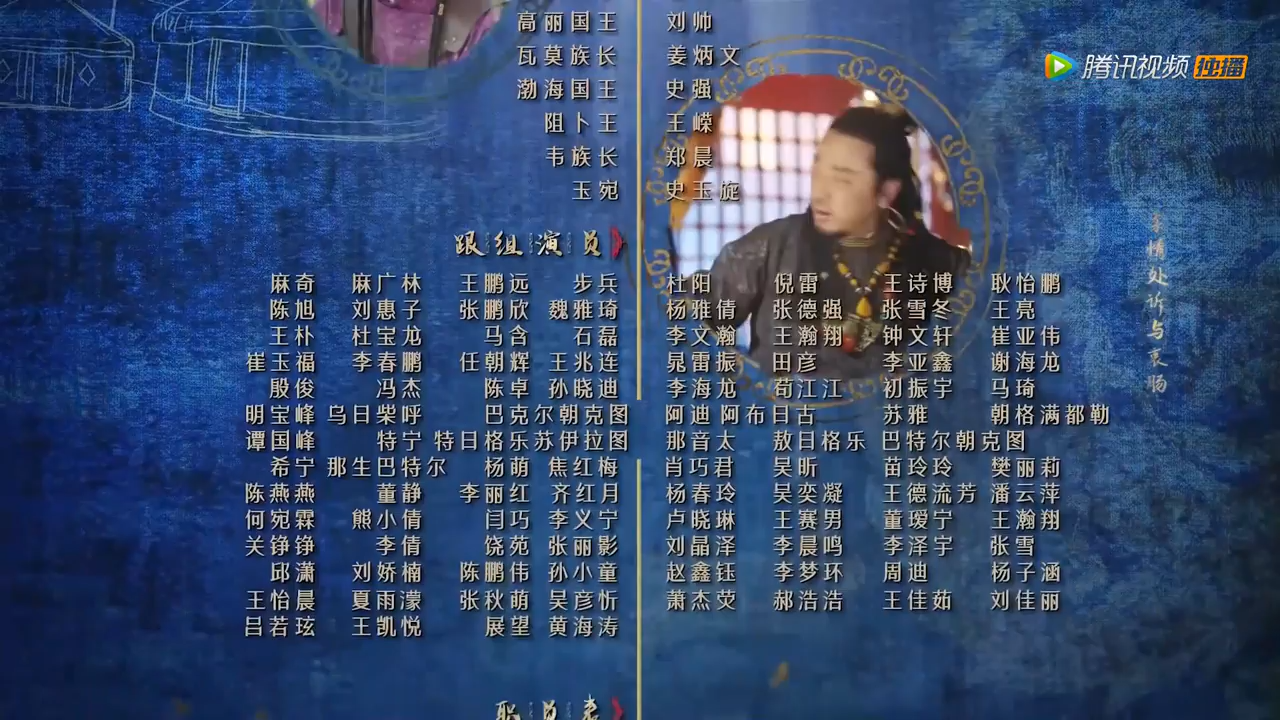 高丽国王 刘帅
瓦莫族长 姜炳文
渤海国王 史强
阻卜王 王嵘
韦族长 郑晨
玉宛 史玉旋
腾讯视频 独播
跟组演员
麻奇 麻广林 王鹏远 步兵 杜阳 倪雷 王诗博 耿怡鹏
陈旭 刘惠子 张鹏欣 魏雅琦 杨雅倩 张德强 张雪冬 王亮
王朴 杜宝龙 马含 石磊 李文瀚 王瀚翔 钟文轩 崔亚伟
崔玉福 李春鹏 任朝辉 王兆连 晁雷振 田彦 李亚鑫 谢海龙
殷俊 冯杰 陈卓 孙晓迪 李海龙 荀江江 初振宇 马琦
明宝峰 乌日柴呼 巴克尔朝克图 阿迪 阿布日古 苏雅 朝格满都勒
谭国峰 特宁 特日格乐 苏伊拉图 那音太 敖日格乐 巴特尔朝克图
希宁 那生巴特尔 杨萌 焦红梅 肖巧君 吴昕 苗玲玲 樊丽莉
陈燕燕 董静 李丽红 齐红月 杨春玲 吴奕凝 王德流芳 潘云萍
何宛霖 熊小倩 闫巧 李义宁 卢晓琳 王赛男 董瑷宁 王瀚翔
关铮铮 李倩 饶苑 张丽影 刘晶泽 李晨鸣 李泽宇 张雪
邱潇 刘娇楠 陈鹏伟 孙小童 赵鑫钰 李梦环 周迪 杨子涵
王怡晨 夏雨濛 张秋萌 吴彦忻 萧杰荧 郝浩浩 王佳茹 刘佳丽
吕若玹 王凯悦 展望 黄海涛
职员表